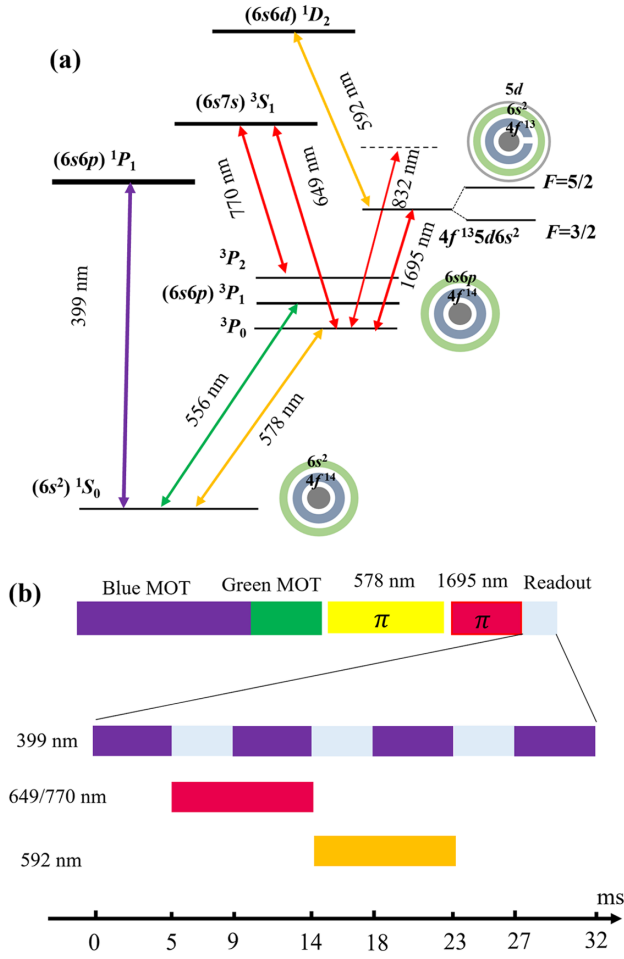 (6s6d) ¹D₂
(a)
5d
6s²
4f¹³
(6s7s) ³S₁
592 nm
(6s6p) ¹P₁
770 nm
649 nm
832 nm
F=5/2
4f¹³5d6s²
F=3/2
1695 nm
399 nm
³P₂
(6s6p) ³P₁
³P₀
6s6p
4f¹⁴
556 nm
578 nm
(6s²) ¹S₀
6s²
4f¹⁴
(b)
Blue MOT
Green MOT
578 nm
1695 nm
Readout
π
π
399 nm
649/770 nm
592 nm
ms
0 5 9 14 18 23 27 32